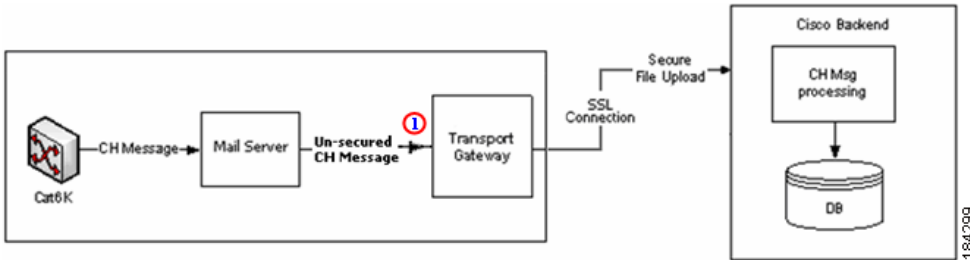 Cisco Backend
Secure
File Upload
CH Msg
processing
SSL
Connection
1
Un-secured
CH Message
CH Message
Mail Server
Transport
Gateway
Cat6K
DB
184299